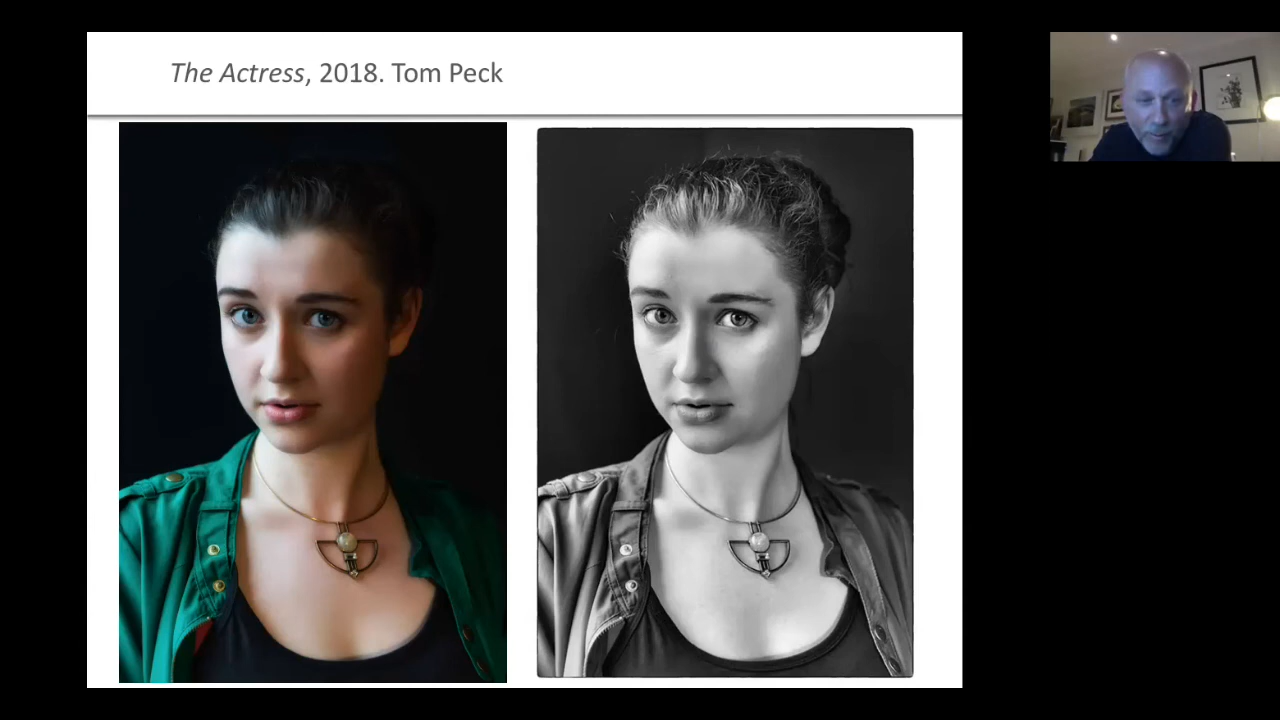 The Actress, 2018. Tom Peck